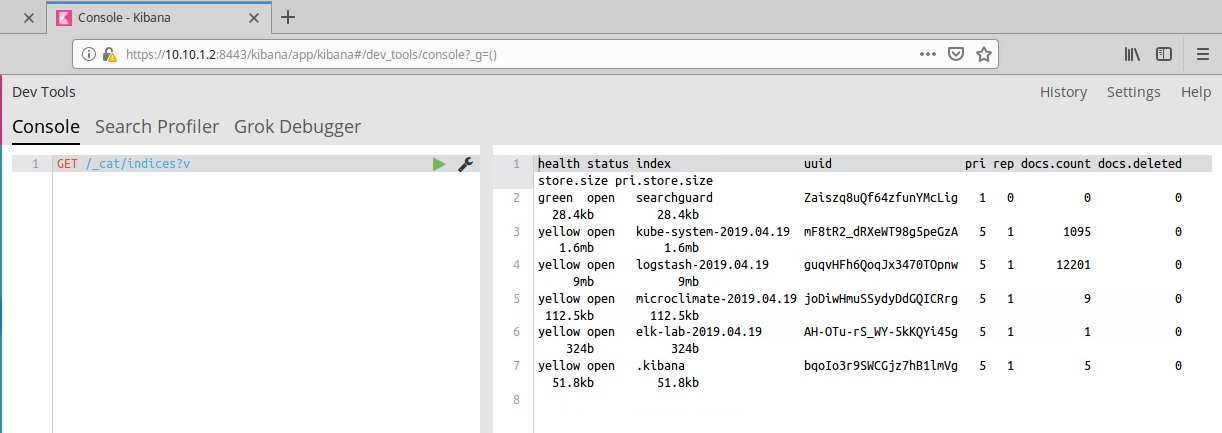 Console - Kibana
https://10.10.1.2:8443/kibana/app/kibana#/dev_tools/console?_g=()
Dev Tools
History Settings Help
Console Search Profiler Grok Debugger
1 GET /_cat/indices?v
1 health status index uuid pri rep docs.count docs.deleted
store.size pri.store.size
2 green open searchguard Zaiszq8uQf64zfunYMcLig 1 0 0 0
28.4kb 28.4kb
3 yellow open kube-system-2019.04.19 mF8tR2_dRXeWT98g5peGzA 5 1 1095 0
1.6mb 1.6mb
4 yellow open logstash-2019.04.19 guqvHFh6QoqJx3470TOpnw 5 1 12201 0
9mb 9mb
5 yellow open microclimate-2019.04.19 joDiwHmuSSydyDdGQICRrg 5 1 9 0
112.5kb 112.5kb
6 yellow open elk-lab-2019.04.19 AH-OTu-rS_WY-5kKQYi45g 5 1 1 0
324b 324b
7 yellow open .kibana bqoIo3r9SWCGjz7hB1lmVg 5 1 5 0
51.8kb 51.8kb
8